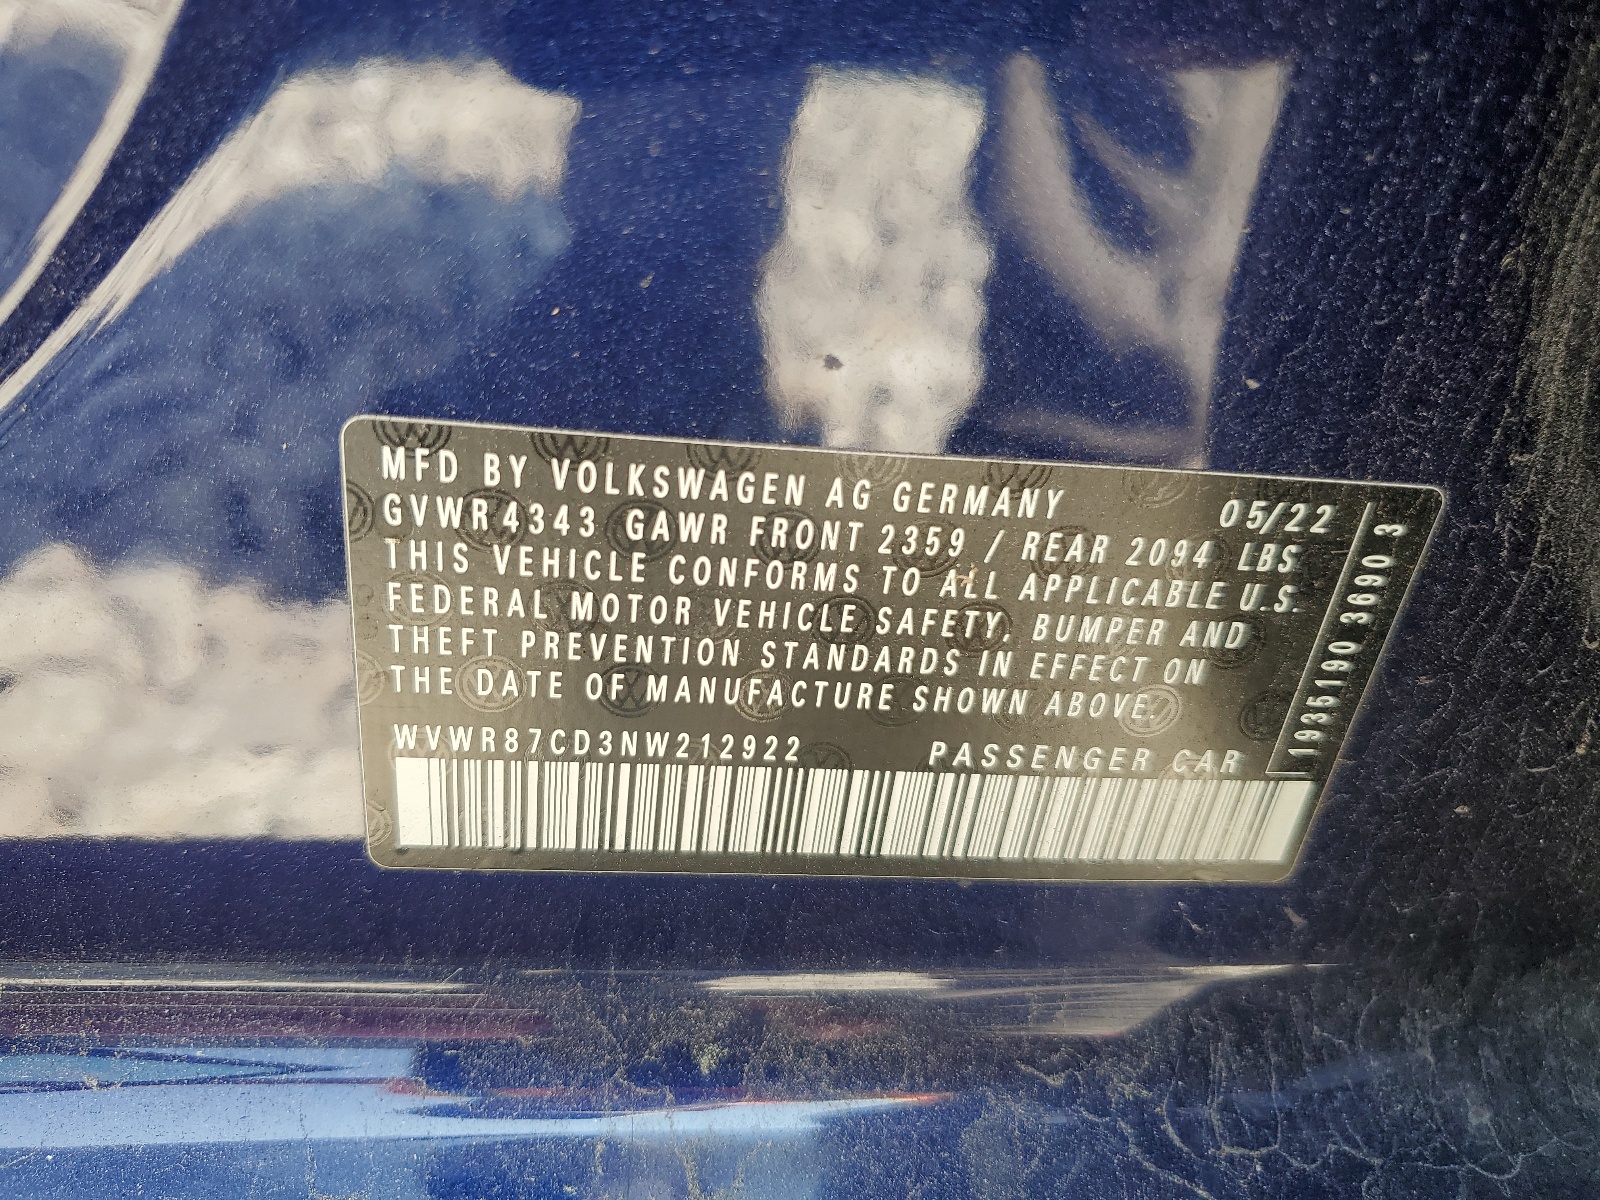 MFD BY VOLKSWAGEN AG GERMANY 05/22
GVWR 4343 GAWR FRONT 2359 / REAR 2094 LBS
THIS VEHICLE CONFORMS TO ALL APPLICABLE U.S.
FEDERAL MOTOR VEHICLE SAFETY, BUMPER AND
THEFT PREVENTION STANDARDS IN EFFECT ON
THE DATE OF MANUFACTURE SHOWN ABOVE.
WVWR87CD3NW212922 PASSENGER CAR
1935190 3690 3